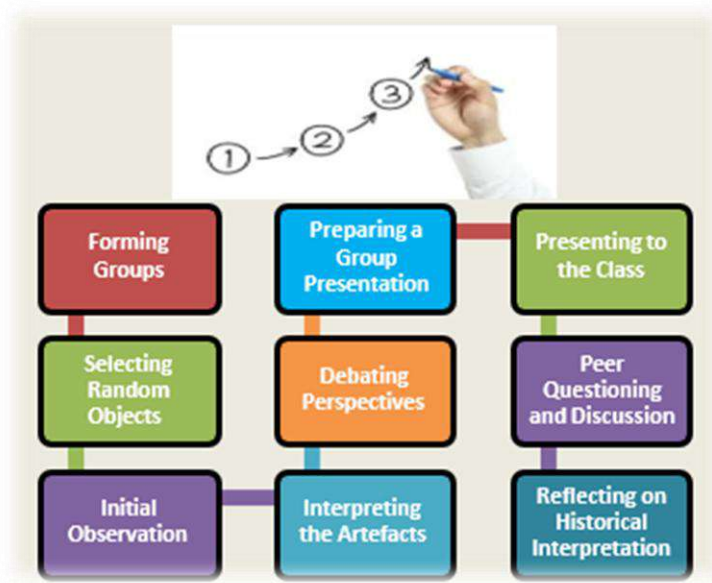 1
2
3
Forming
Groups
Selecting
Random
Objects
Initial
Observation
Interpreting
the Artefacts
Debating
Perspectives
Preparing a
Group
Presentation
Presenting to
the Class
Peer
Questioning
and Discussion
Reflecting on
Historical
Interpretation